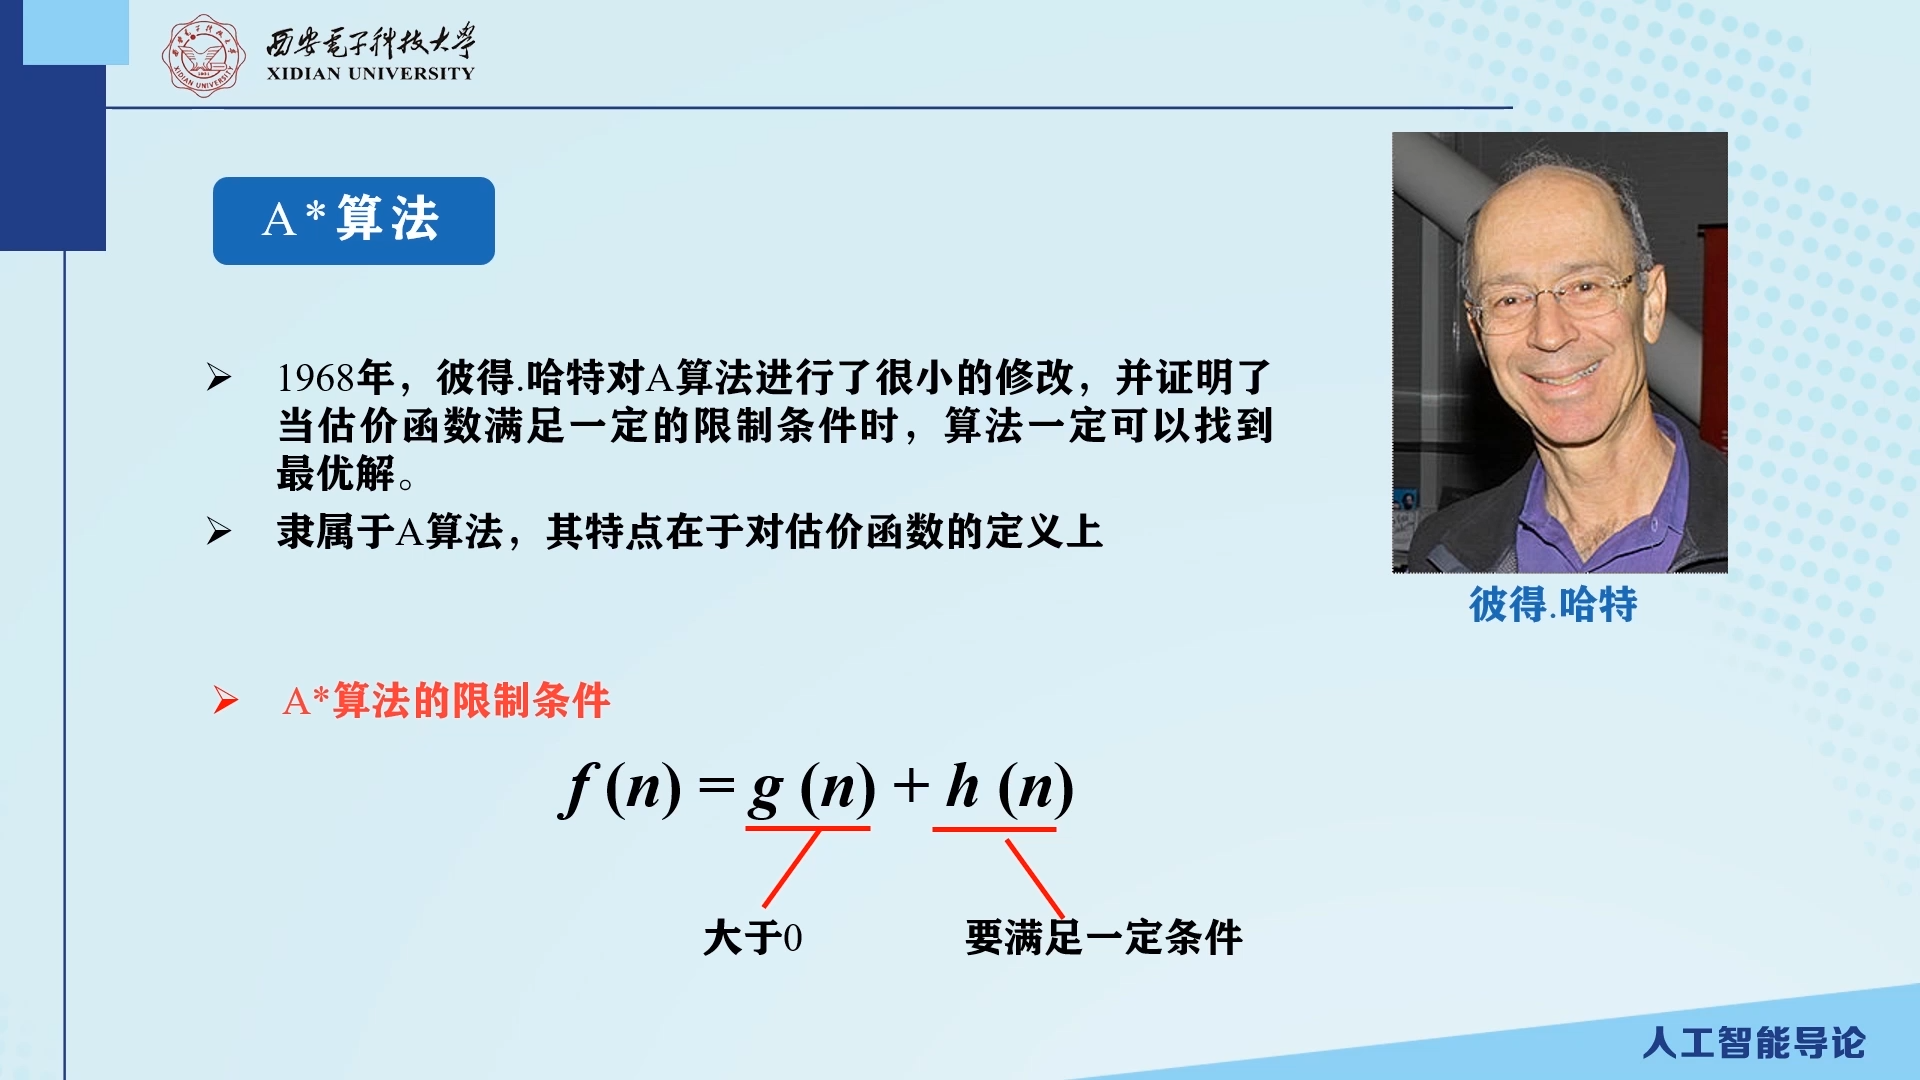 西安電子科技大學
XIDIAN UNIVERSITY
A*算法
1968年，彼得.哈特对A算法进行了很小的修改，并证明了
当估价函数满足一定的限制条件时，算法一定可以找到
最优解。
隶属于A算法，其特点在于对估价函数的定义上
彼得.哈特
A*算法的限制条件
f (n) = g (n) + h (n)
大于0
要满足一定条件
人工智能导论